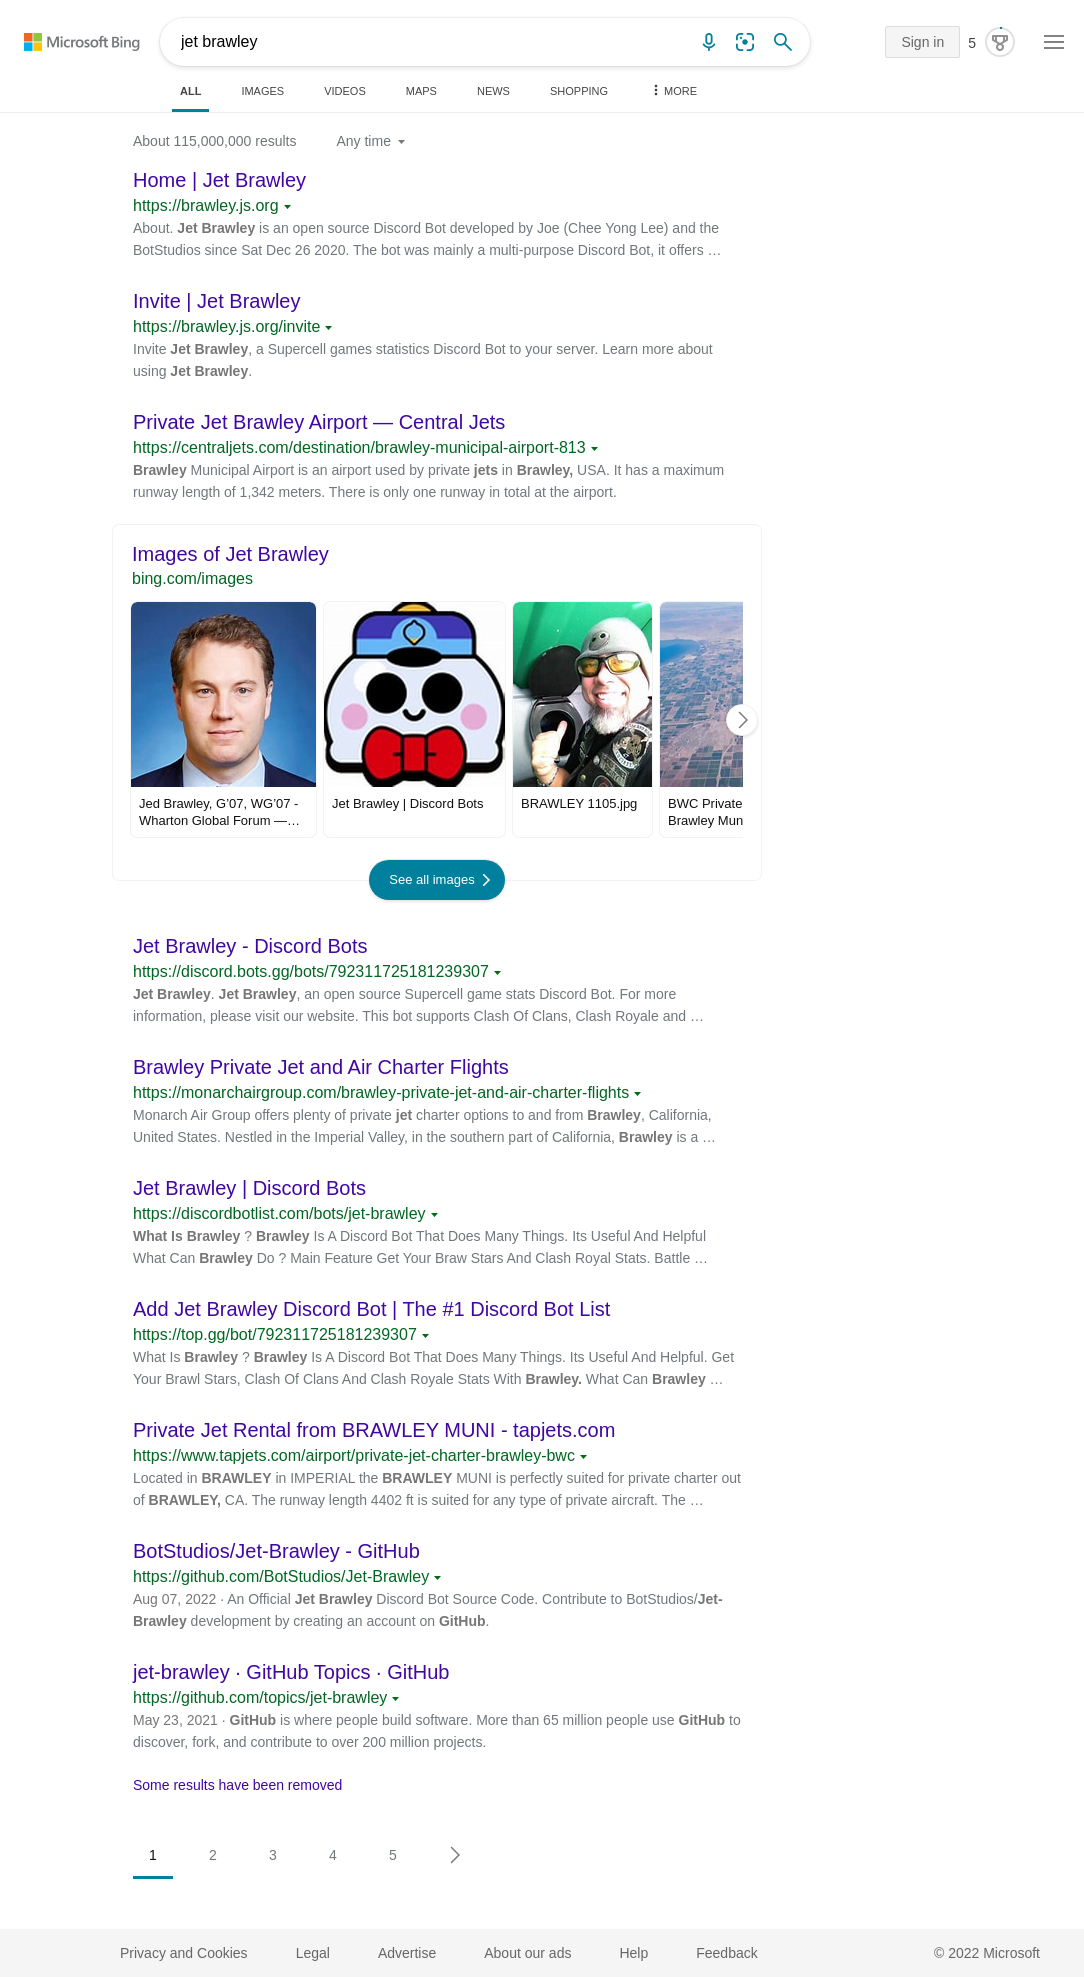 Microsoft Bing
jet brawley
Sign in
5
ALL
IMAGES
VIDEOS
MAPS
NEWS
SHOPPING
MORE
About 115,000,000 results
Any time
Home | Jet Brawley
https://brawley.js.org
About. Jet Brawley is an open source Discord Bot developed by Joe (Chee Yong Lee) and the
BotStudios since Sat Dec 26 2020. The bot was mainly a multi-purpose Discord Bot, it offers …
Invite | Jet Brawley
https://brawley.js.org/invite
Invite Jet Brawley, a Supercell games statistics Discord Bot to your server. Learn more about
using Jet Brawley.
Private Jet Brawley Airport — Central Jets
https://centraljets.com/destination/brawley-municipal-airport-813
Brawley Municipal Airport is an airport used by private jets in Brawley, USA. It has a maximum
runway length of 1,342 meters. There is only one runway in total at the airport.
Images of Jet Brawley
bing.com/images
Jed Brawley, G’07, WG’07 -
Wharton Global Forum —…
Jet Brawley | Discord Bots
BRAWLEY 1105.jpg
BWC Private
Brawley Mun
See all images
Jet Brawley - Discord Bots
https://discord.bots.gg/bots/792311725181239307
Jet Brawley. Jet Brawley, an open source Supercell game stats Discord Bot. For more
information, please visit our website. This bot supports Clash Of Clans, Clash Royale and …
Brawley Private Jet and Air Charter Flights
https://monarchairgroup.com/brawley-private-jet-and-air-charter-flights
Monarch Air Group offers plenty of private jet charter options to and from Brawley, California,
United States. Nestled in the Imperial Valley, in the southern part of California, Brawley is a …
Jet Brawley | Discord Bots
https://discordbotlist.com/bots/jet-brawley
What Is Brawley ? Brawley Is A Discord Bot That Does Many Things. Its Useful And Helpful
What Can Brawley Do ? Main Feature Get Your Braw Stars And Clash Royal Stats. Battle …
Add Jet Brawley Discord Bot | The #1 Discord Bot List
https://top.gg/bot/792311725181239307
What Is Brawley ? Brawley Is A Discord Bot That Does Many Things. Its Useful And Helpful. Get
Your Brawl Stars, Clash Of Clans And Clash Royale Stats With Brawley. What Can Brawley …
Private Jet Rental from BRAWLEY MUNI - tapjets.com
https://www.tapjets.com/airport/private-jet-charter-brawley-bwc
Located in BRAWLEY in IMPERIAL the BRAWLEY MUNI is perfectly suited for private charter out
of BRAWLEY, CA. The runway length 4402 ft is suited for any type of private aircraft. The …
BotStudios/Jet-Brawley - GitHub
https://github.com/BotStudios/Jet-Brawley
Aug 07, 2022 · An Official Jet Brawley Discord Bot Source Code. Contribute to BotStudios/Jet-
Brawley development by creating an account on GitHub.
jet-brawley · GitHub Topics · GitHub
https://github.com/topics/jet-brawley
May 23, 2021 · GitHub is where people build software. More than 65 million people use GitHub to
discover, fork, and contribute to over 200 million projects.
Some results have been removed
1
2
3
4
5
Privacy and Cookies
Legal
Advertise
About our ads
Help
Feedback
© 2022 Microsoft